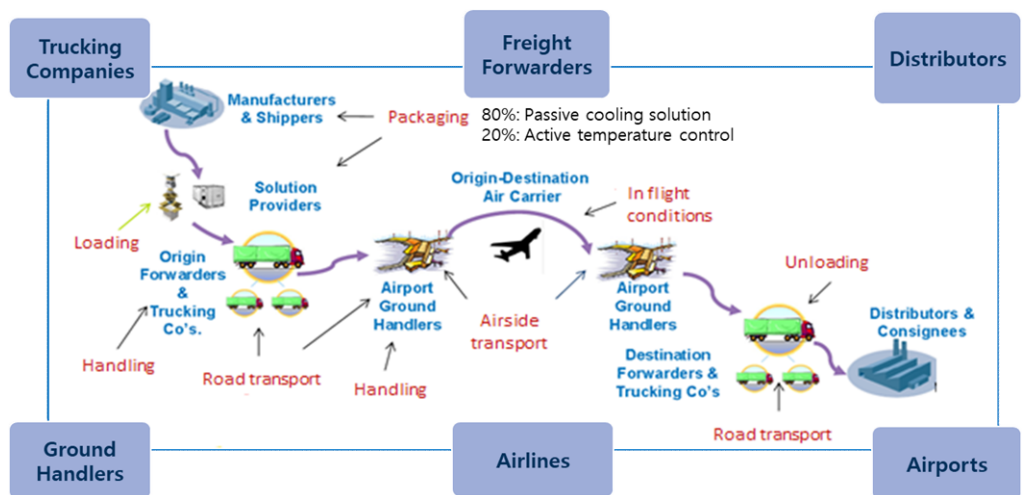 Trucking
Companies
Freight
Forwarders
Distributors
Manufacturers
& Shippers
Packaging
80%: Passive cooling solution
20%: Active temperature control
Solution
Providers
Origin-Destination
Air Carrier
In flight
conditions
Loading
Origin
Forwarders
&
Trucking
Co's.
Airport
Ground
Handlers
Airside
transport
Airport
Ground
Handlers
Unloading
Distributors &
Consignees
Handling
Road transport
Handling
Destination
Forwarders &
Trucking Co's
Road transport
Ground
Handlers
Airlines
Airports